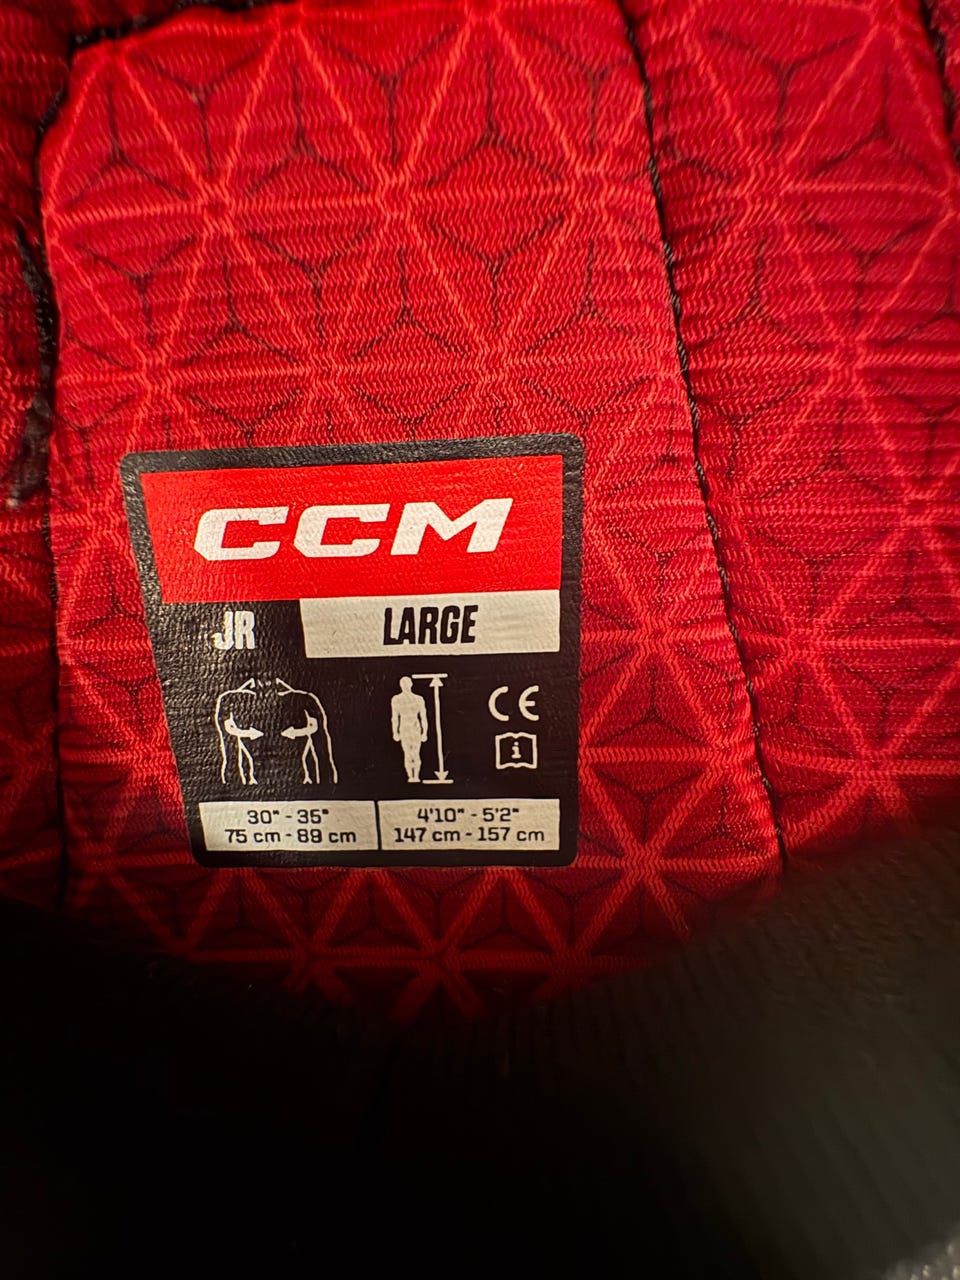 CCM
JR LARGE
CE
i
30" - 35" 4'10" - 5'2"
75 cm - 89 cm 147 cm - 157 cm